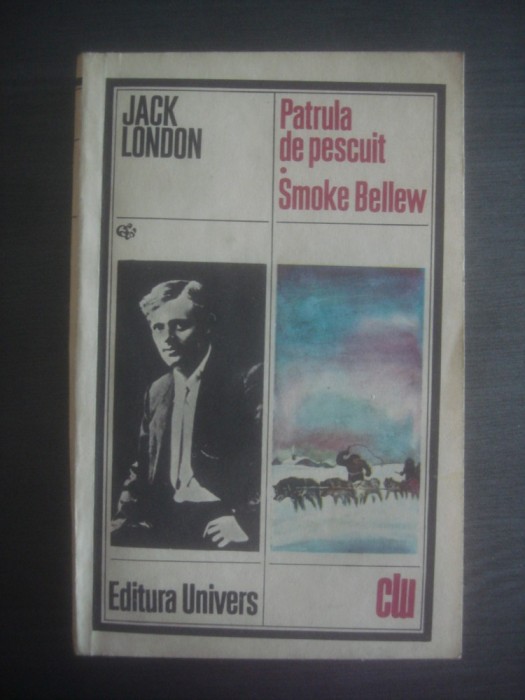 JACK
LONDON
Patrula
de pescuit
•
Smoke Bellew
Editura Univers
clu